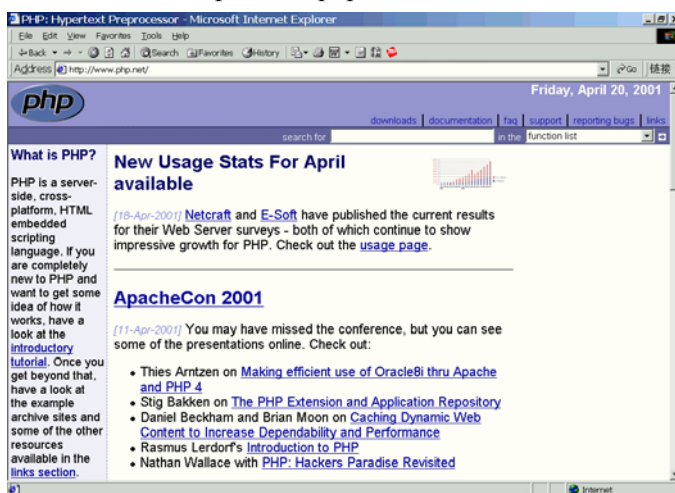 PHP: Hypertext Preprocessor - Microsoft Internet Explorer
File Edit View Favorites Tools Help
Back Search Favorites History
Address http://www.php.net/ Go 链接
php
Friday, April 20, 2001
downloads | documentation | faq | support | reporting bugs | links
search for in the function list
What is PHP?
PHP is a server-
side, cross-
platform, HTML
embedded
scripting
language. If you
are completely
new to PHP and
want to get some
idea of how it
works, have a
look at the
introductory
tutorial. Once you
get beyond that,
have a look at
the example
archive sites and
some of the other
resources
available in the
links section.
New Usage Stats For April
available
[18-Apr-2001] Netcraft and E-Soft have published the current results
for their Web Server surveys - both of which continue to show
impressive growth for PHP. Check out the usage page.
ApacheCon 2001
[11-Apr-2001] You may have missed the conference, but you can see
some of the presentations online. Check out:
• Thies Arntzen on Making efficient use of Oracle8i thru Apache
and PHP 4
• Stig Bakken on The PHP Extension and Application Repository
• Daniel Beckham and Brian Moon on Caching Dynamic Web
Content to Increase Dependability and Performance
• Rasmus Lerdorf's Introduction to PHP
• Nathan Wallace with PHP: Hackers Paradise Revisited
Internet